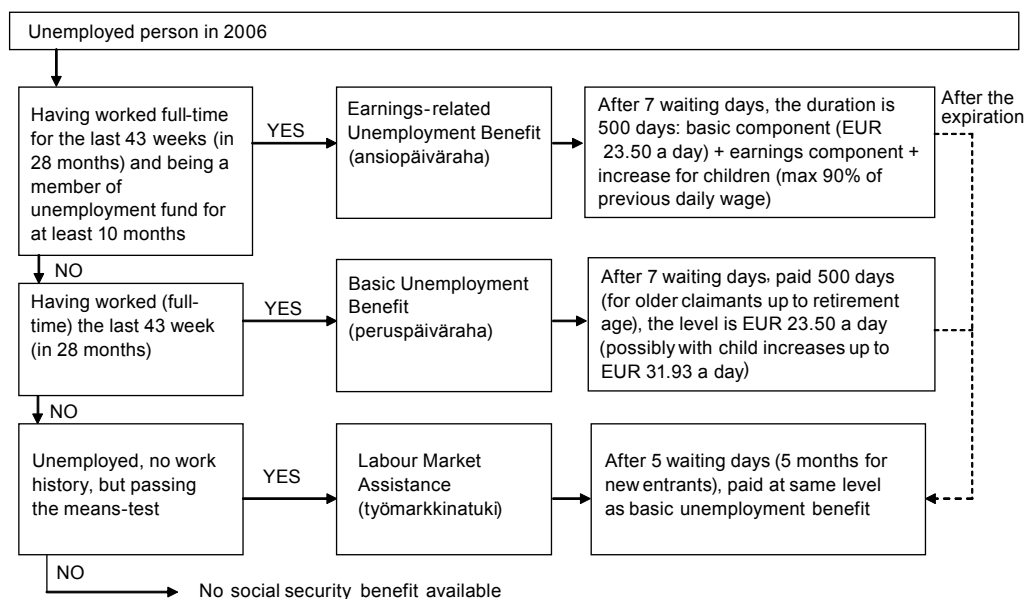 Unemployed person in 2006
Having worked full-time
for the last 43 weeks (in
28 months) and being a
member of
unemployment fund for
at least 10 months
YES
Earnings-related
Unemployment Benefit
(ansiopäiväraha)
After 7 waiting days, the duration is
500 days: basic component (EUR
23.50 a day) + earnings component +
increase for children (max 90% of
previous daily wage)
After the
expiration
NO
Having worked (full-
time) the last 43 week
(in 28 months)
YES
Basic Unemployment
Benefit
(peruspäiväraha)
After 7 waiting days, paid 500 days
(for older claimants up to retirement
age), the level is EUR 23.50 a day
(possibly with child increases up to
EUR 31.93 a day)
NO
Unemployed, no work
history, but passing
the means-test
YES
Labour Market
Assistance
(työmarkkinatuki)
After 5 waiting days (5 months for
new entrants), paid at same level
as basic unemployment benefit
NO
No social security benefit available